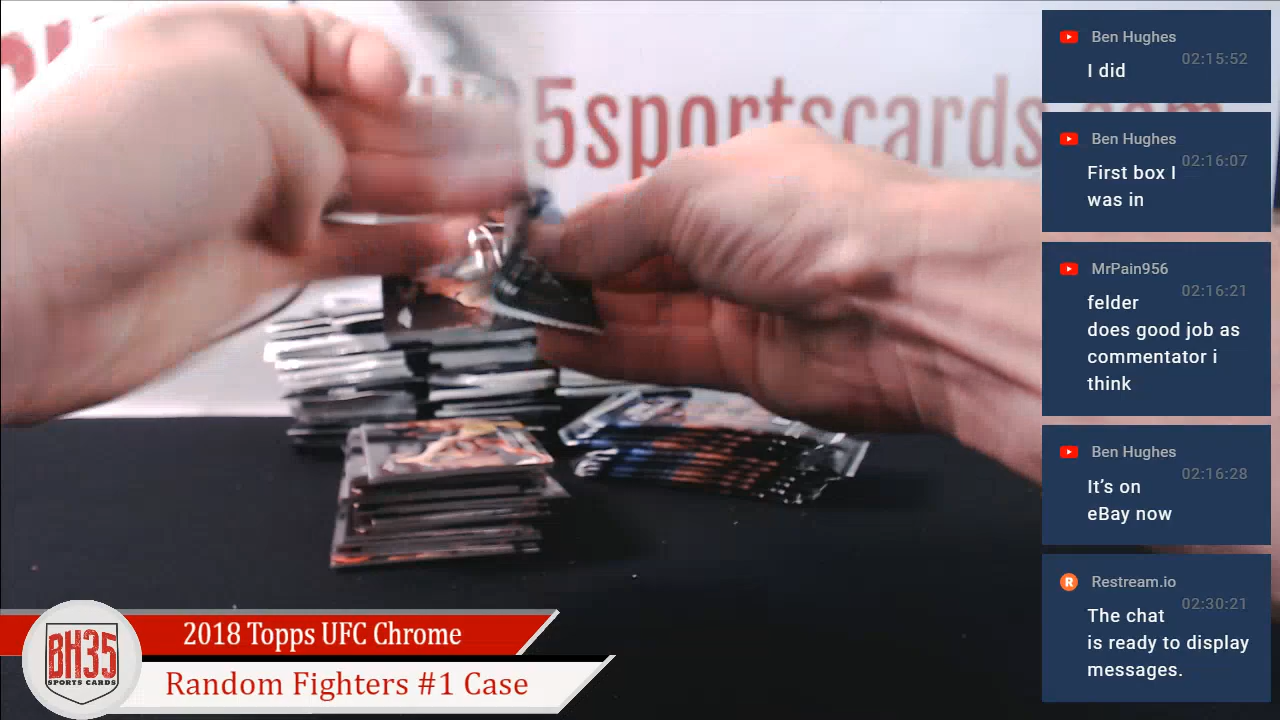 5sportscards.com
Ben Hughes
02:15:52
I did
Ben Hughes
02:16:07
First box I
was in
MrPain956
02:16:21
felder
does good job as
commentator i
think
Ben Hughes
02:16:28
It’s on
eBay now
Restream.io
02:30:21
The chat
is ready to display
messages.
2018 Topps UFC Chrome
BH35
SPORTS CARDS
Random Fighters #1 Case